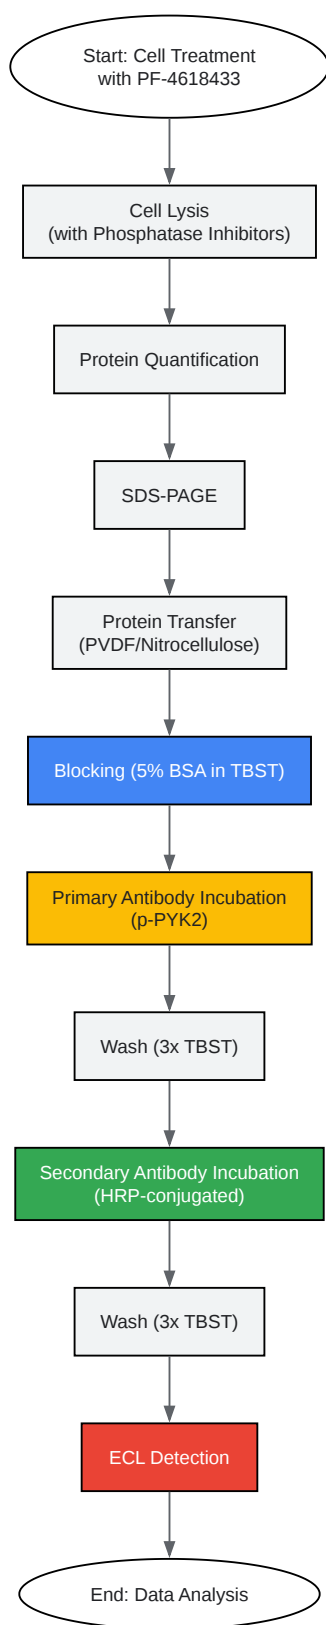 Start: Cell Treatment
with PF-4618433
Cell Lysis
(with Phosphatase Inhibitors)
Protein Quantification
SDS-PAGE
Protein Transfer
(PVDF/Nitrocellulose)
Blocking (5% BSA in TBST)
Primary Antibody Incubation
(p-PYK2)
Wash (3x TBST)
Secondary Antibody Incubation
(HRP-conjugated)
Wash (3x TBST)
ECL Detection
End: Data Analysis